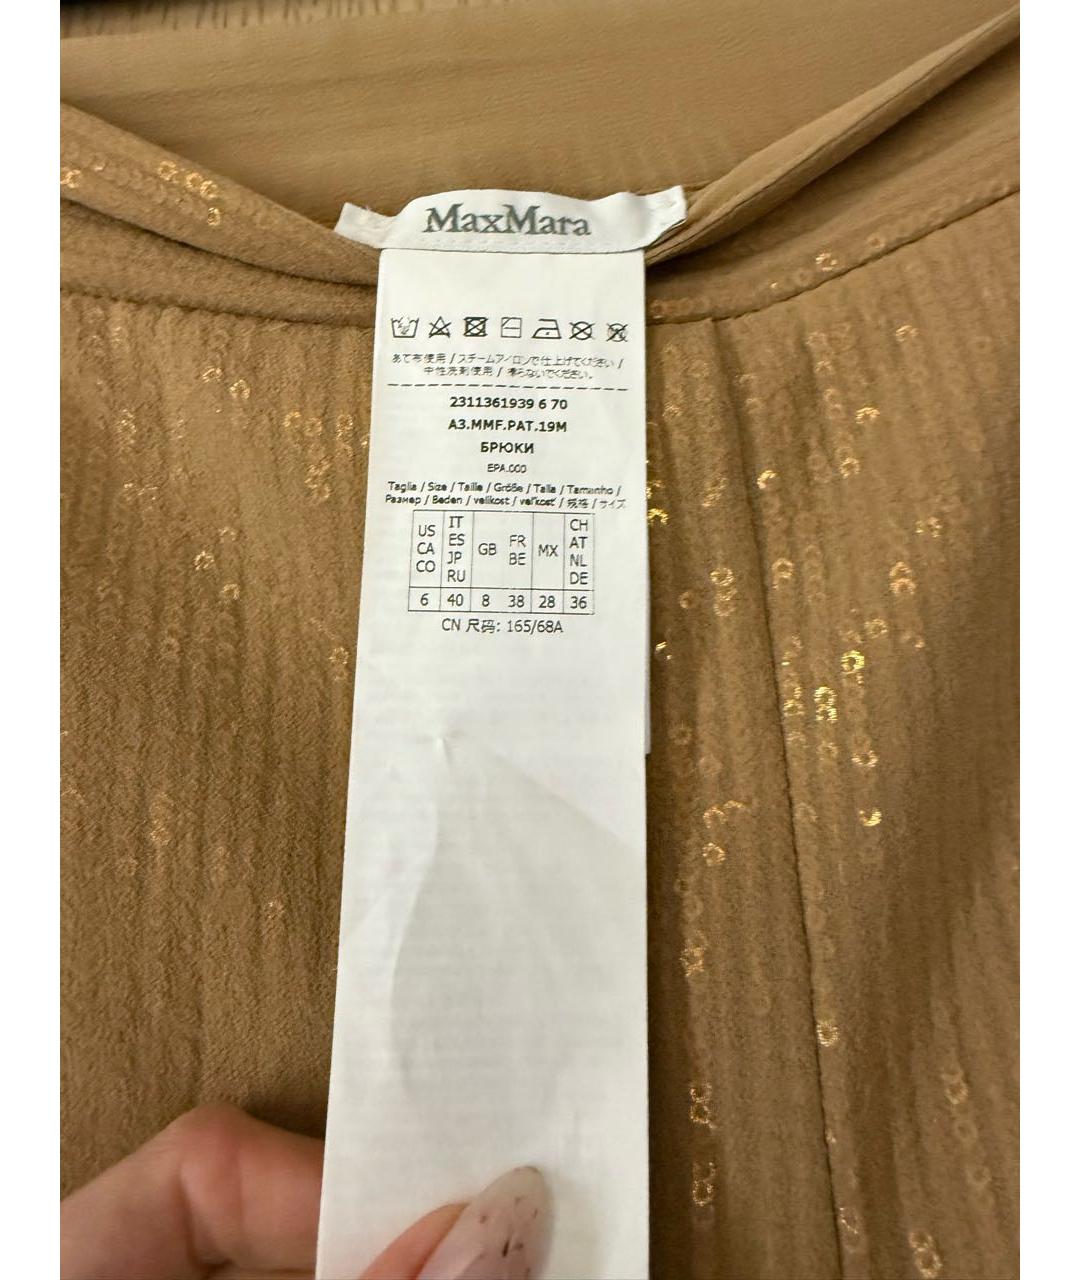 MaxMara
あて布使用 / スチームアイロンで仕上げてください /
中性洗剤使用 / 擦らないでください。
2311361939 6 70
A3.MMF.PAT.19M
БРЮКИ
EPA.000
Taglia / Size / Taille / Größe / Talla / Tamanho /
Размер / Beden / velikost / veľkosť / 规格 / サイズ
US CA CO IT ES JP RU GB FR BE MX CH AT NL DE
6 40 8 38 28 36
CN 尺码: 165/68A